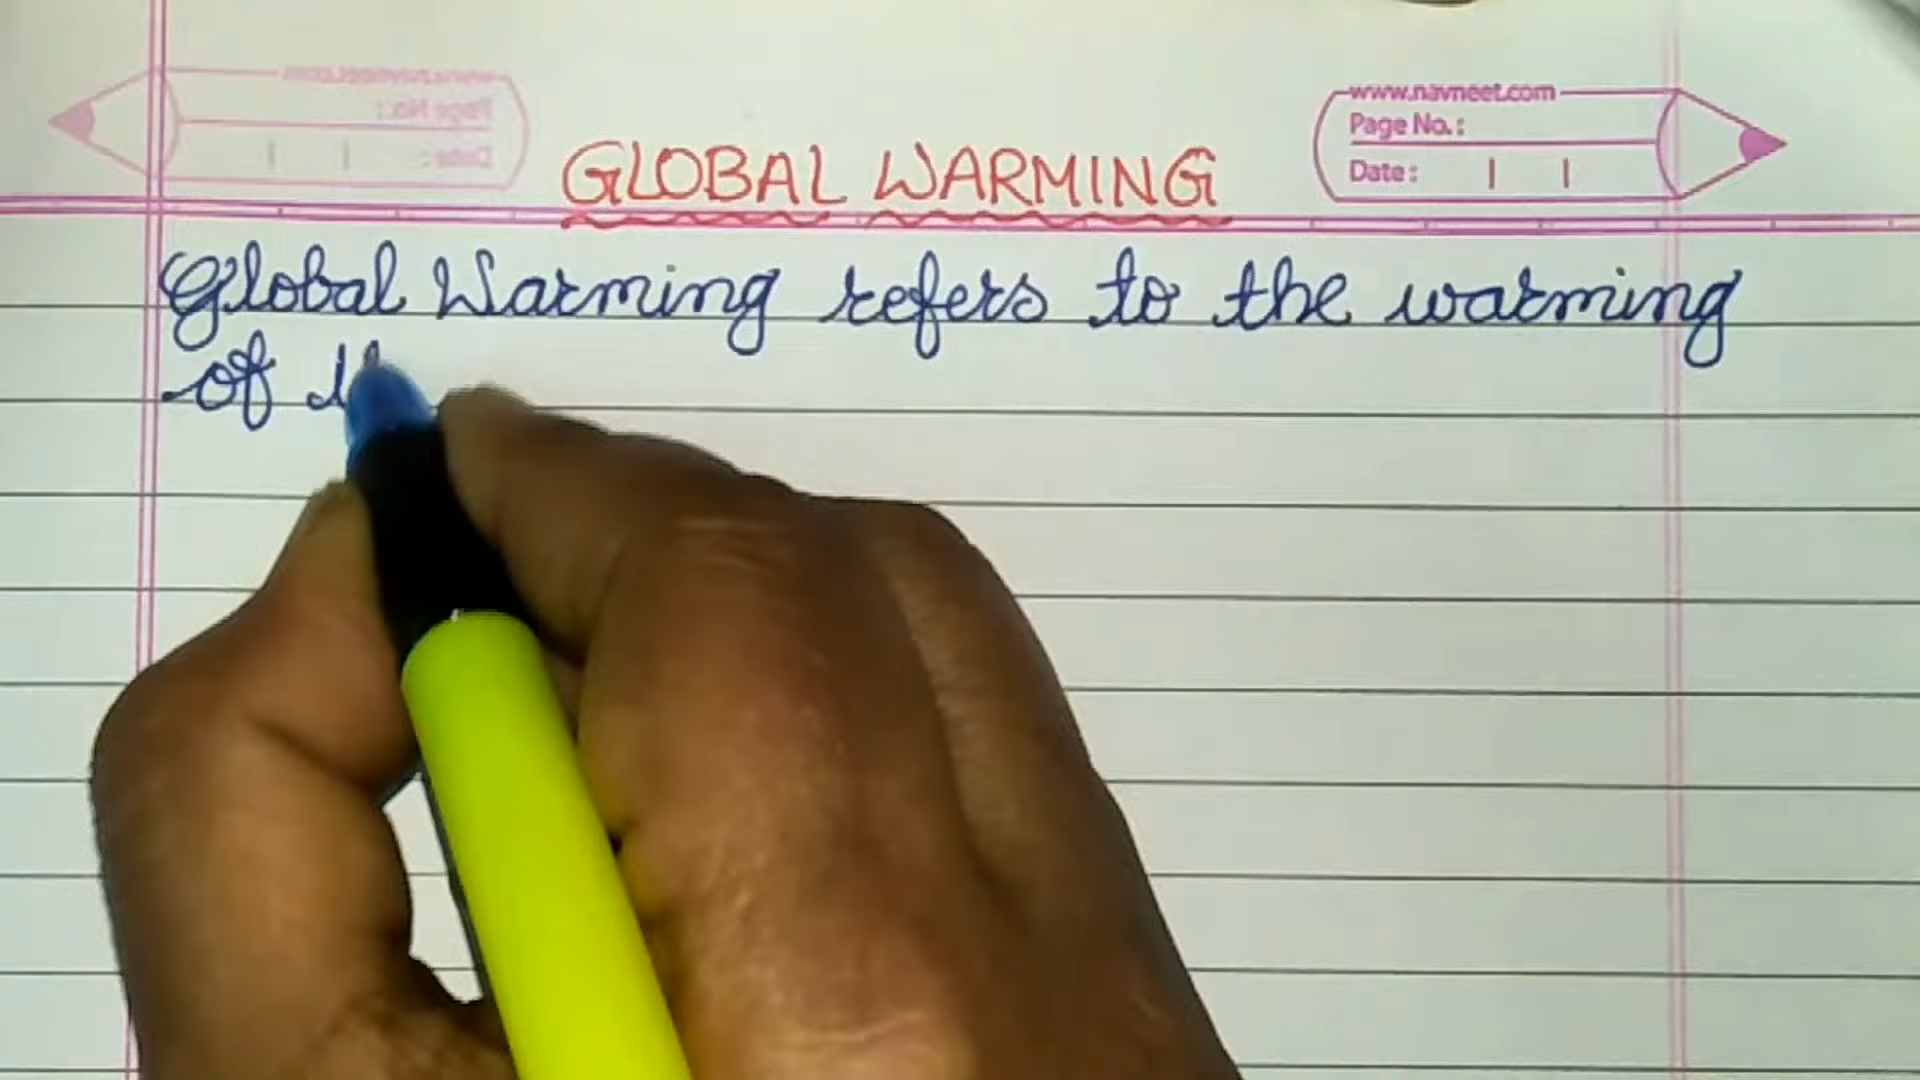 www.navneet.com
Page No.:
Date:
GLOBAL WARMING
Global Warming refers to the warming
of